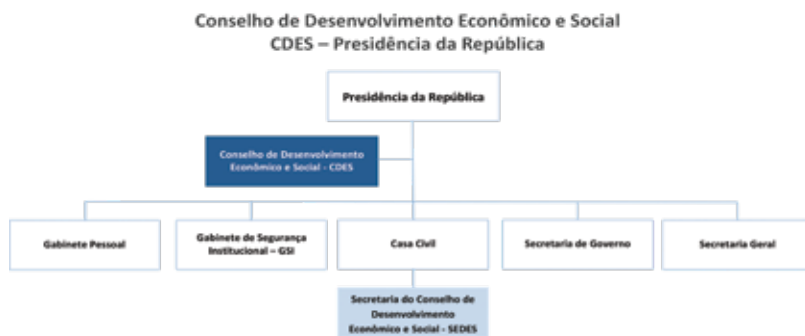 Conselho de Desenvolvimento Econômico e Social
CDES – Presidência da República
Presidência da República
Conselho de Desenvolvimento
Econômico e Social - CDES
Gabinete Pessoal
Gabinete de Segurança
Institucional – GSI
Casa Civil
Secretaria de Governo
Secretaria Geral
Secretaria do Conselho de
Desenvolvimento
Econômico e Social - SEDES